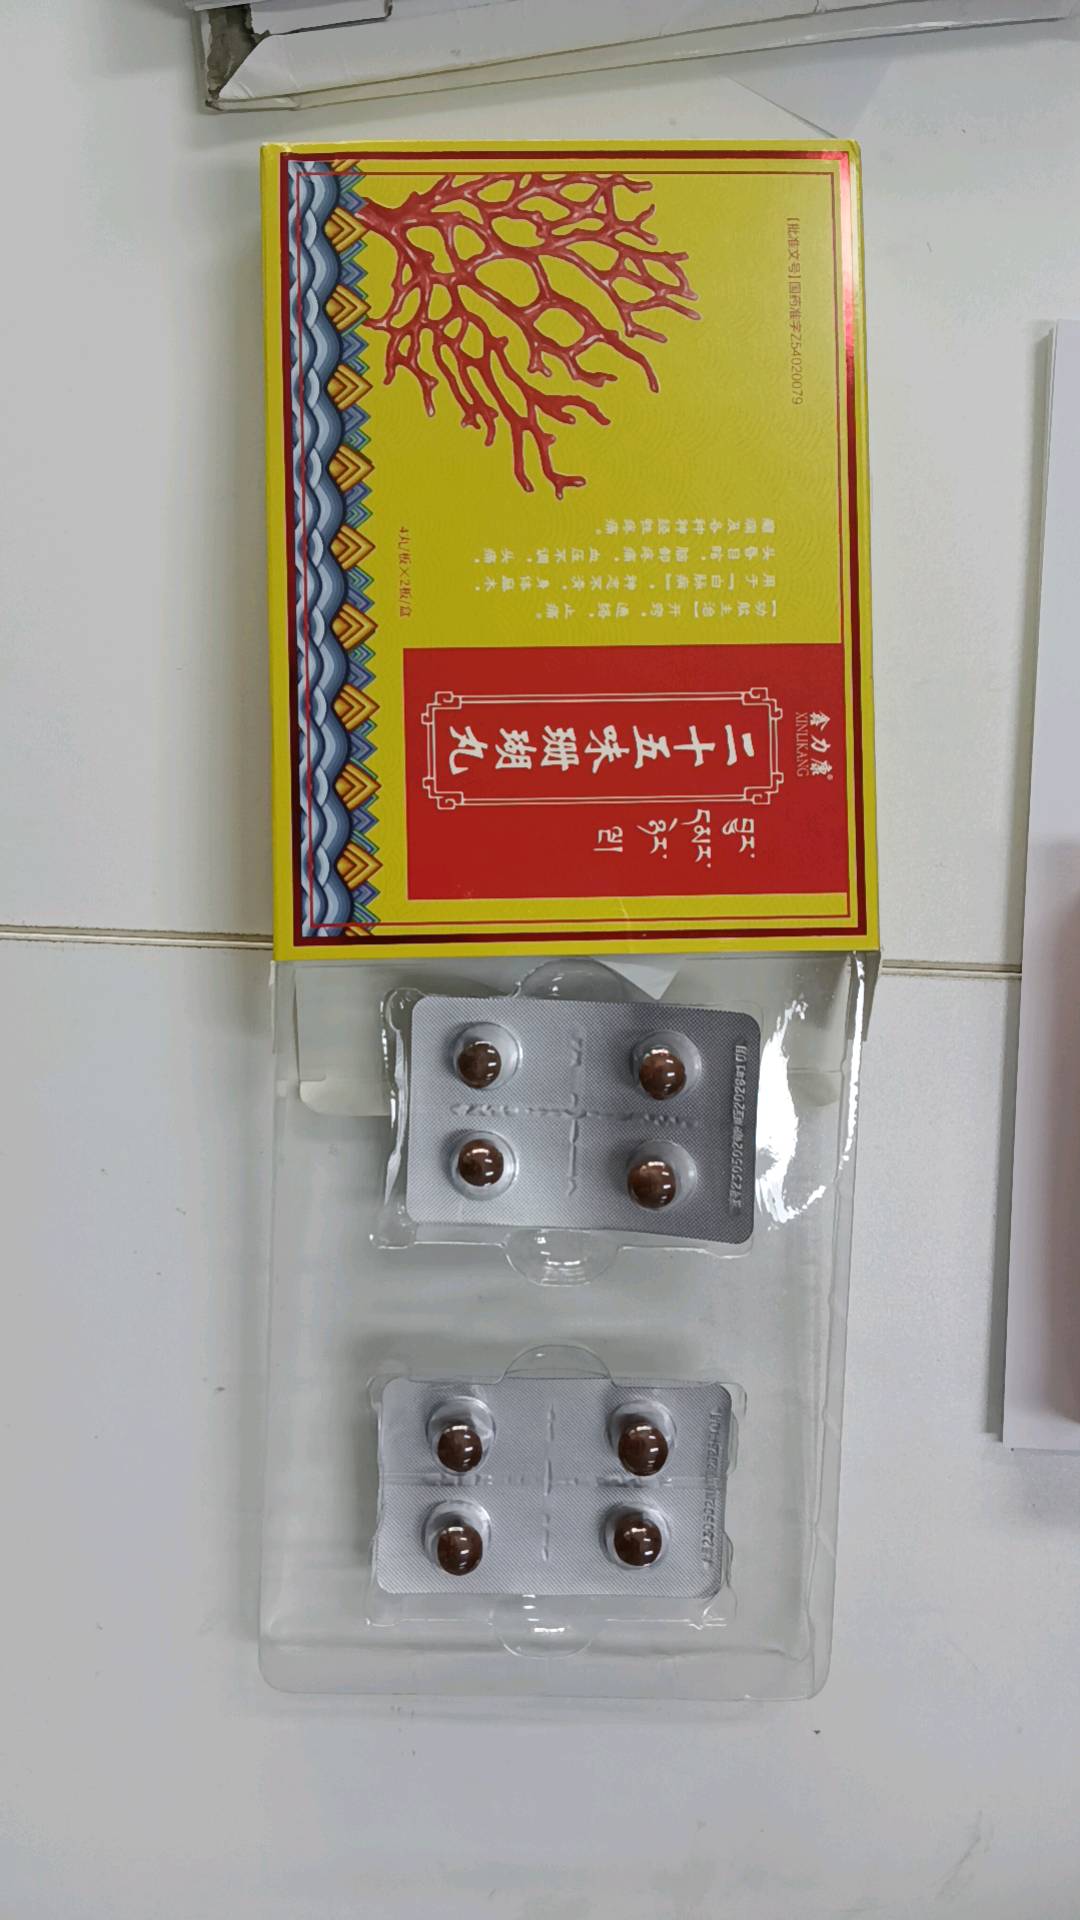 [批准文号]国药准字Z54020079
鑫力康®
XINLIKANG
二十五味珊瑚丸
【功能主治】开窍，通络，止痛。
用于"白脉病"，神志不清，身体麻木，
头昏目眩，脑部疼痛，血压不调，头痛，
癫痫及各种神经性疼痛。
4丸/板×2板/盒